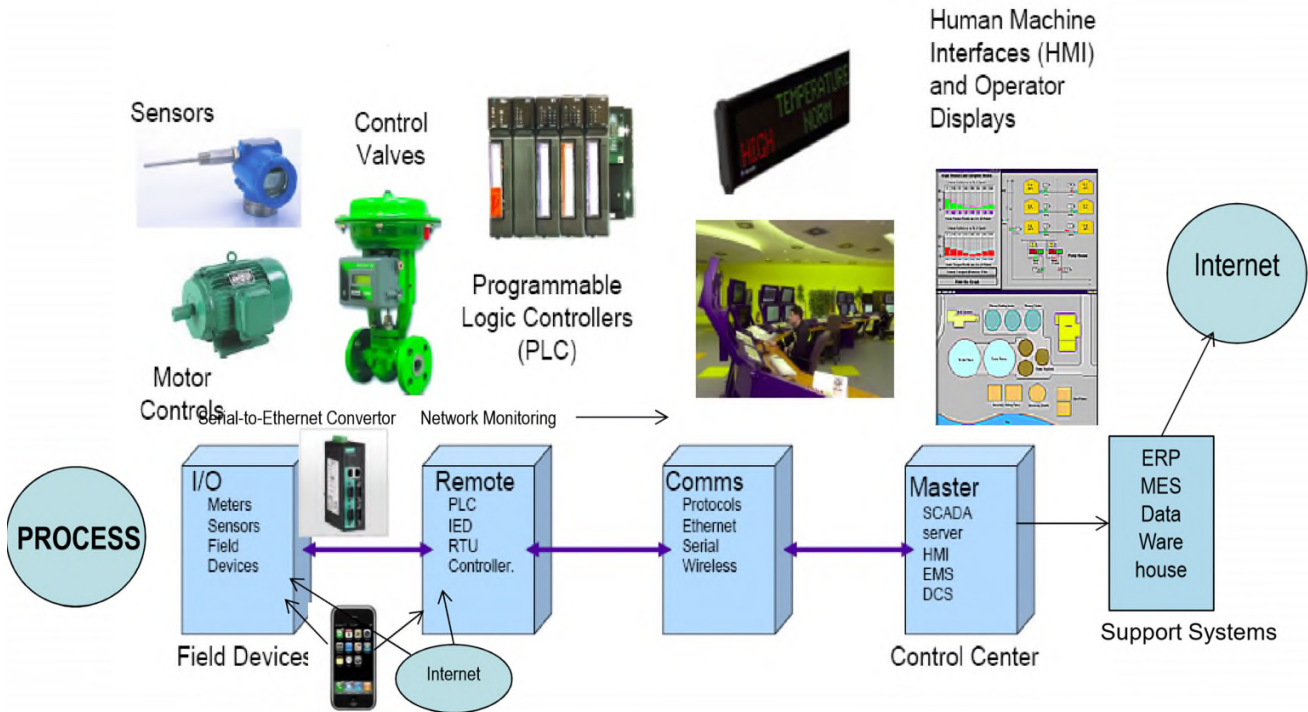 Human Machine
Interfaces (HMI)
and Operator
Displays
Sensors
Control
Valves
TEMPERATURE
HIGH NORM
Programmable
Logic Controllers
(PLC)
Motor
Controls
Internet
Serial-to-Ethernet Convertor
Network Monitoring
PROCESS
I/O
Meters
Sensors
Field
Devices
Remote
PLC
IED
RTU
Controller.
Comms
Protocols
Ethernet
Serial
Wireless
Master
SCADA
server
HMI
EMS
DCS
ERP
MES
Data
Ware
house
Support Systems
Field Devices
Internet
Control Center